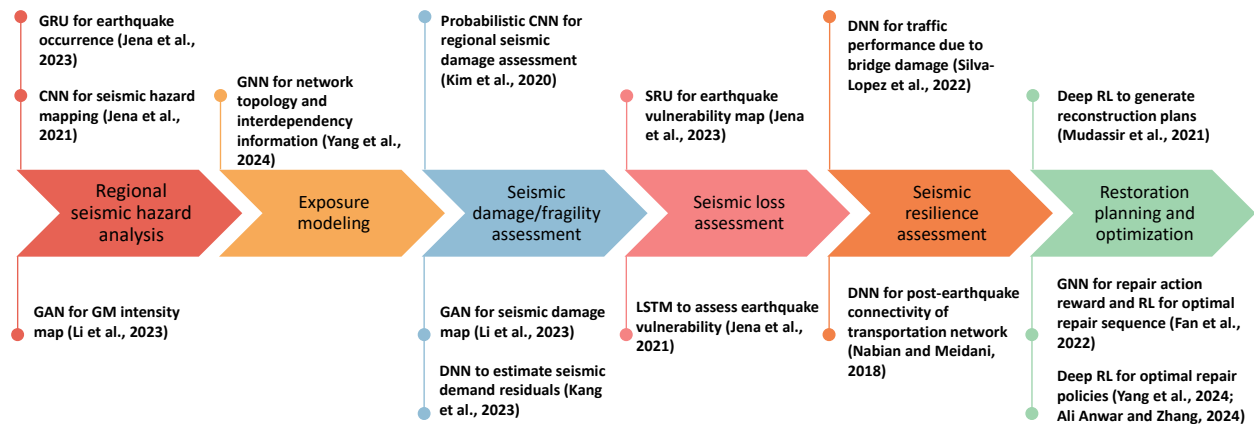 GRU for earthquake
occurrence (Jena et al.,
2023)
CNN for seismic hazard
mapping (Jena et al.,
2021)
GNN for network
topology and
interdependency
information (Yang et al.,
2024)
Probabilistic CNN for
regional seismic
damage assessment
(Kim et al., 2020)
SRU for earthquake
vulnerability map (Jena
et al., 2023)
DNN for traffic
performance due to
bridge damage (Silva-
Lopez et al., 2022)
Deep RL to generate
reconstruction plans
(Mudassir et al., 2021)
Regional
seismic hazard
analysis
Exposure
modeling
Seismic
damage/fragility
assessment
Seismic loss
assessment
Seismic
resilience
assessment
Restoration
planning and
optimization
GAN for GM intensity
map (Li et al., 2023)
GAN for seismic damage
map (Li et al., 2023)
DNN to estimate seismic
demand residuals (Kang
et al., 2023)
LSTM to assess earthquake
vulnerability (Jena et al.,
2021)
DNN for post-earthquake
connectivity of
transportation network
(Nabian and Meidani,
2018)
GNN for repair action
reward and RL for optimal
repair sequence (Fan et al.,
2022)
Deep RL for optimal repair
policies (Yang et al., 2024;
Ali Anwar and Zhang, 2024)